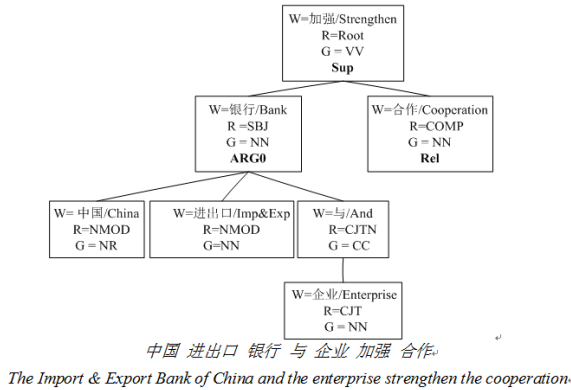 W=加强/Strengthen
R=Root
G = VV
Sup
W=银行/Bank
R =SBJ
G = NN
ARG0
W=合作/Cooperation
R=COMP
G = NN
Rel
W= 中国/China
R=NMOD
G = NR
W=进出口/Imp&Exp
R=NMOD
G=NN
W=与/And
R=CJTN
G = CC
W=企业/Enterprise
R=CJT
G = NN
中国 进出口 银行 与 企业 加强 合作
The Import & Export Bank of China and the enterprise strengthen the cooperation